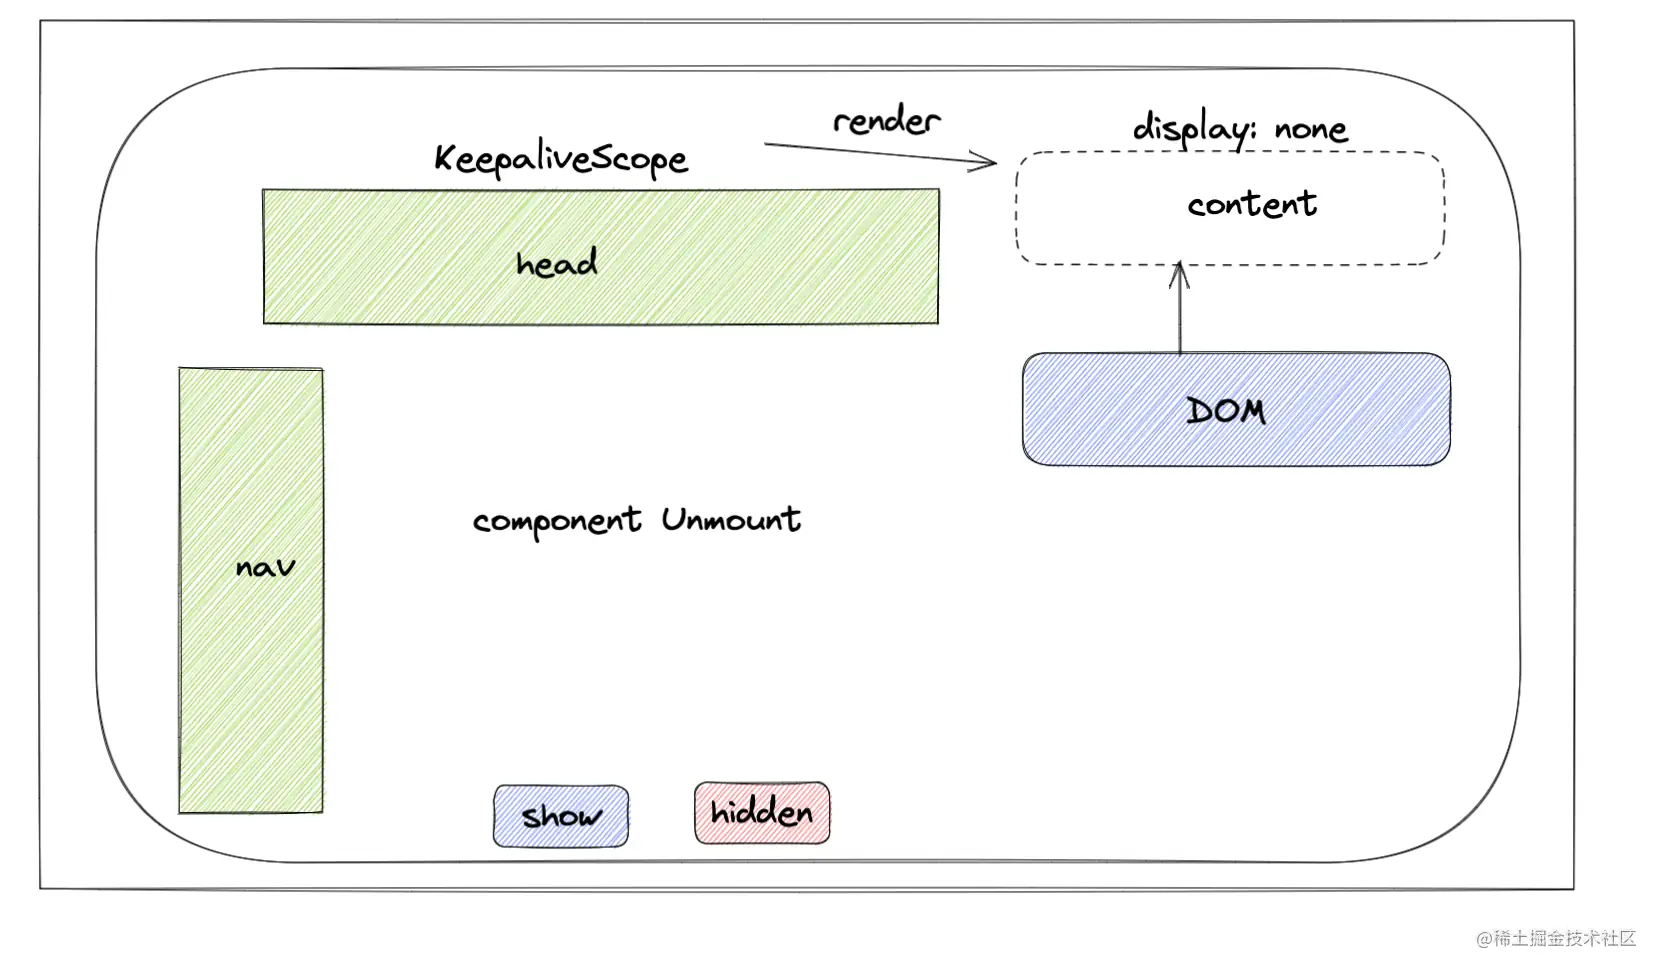 render
display: none
KeepaliveScope
content
head
DOM
component Unmount
nav
show
hidden
@稀土掘金技术社区